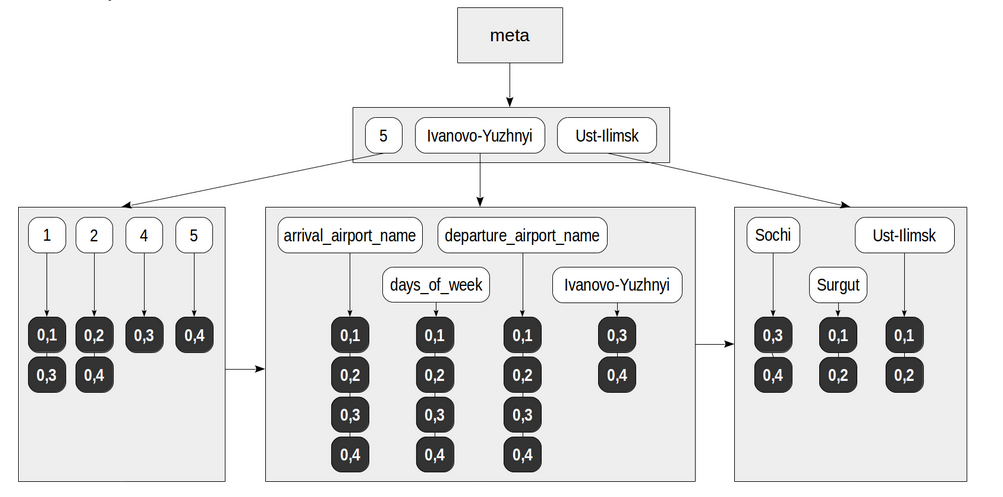 meta
5 Ivanovo-Yuzhnyi Ust-Ilimsk
1 2 4 5
0,1 0,2 0,3 0,4
0,3 0,4
arrival_airport_name departure_airport_name
days_of_week Ivanovo-Yuzhnyi
0,1 0,1 0,1 0,3
0,2 0,2 0,2 0,4
0,3 0,3 0,3
0,4 0,4 0,4
Sochi Ust-Ilimsk
Surgut
0,3 0,1 0,1
0,4 0,2 0,2